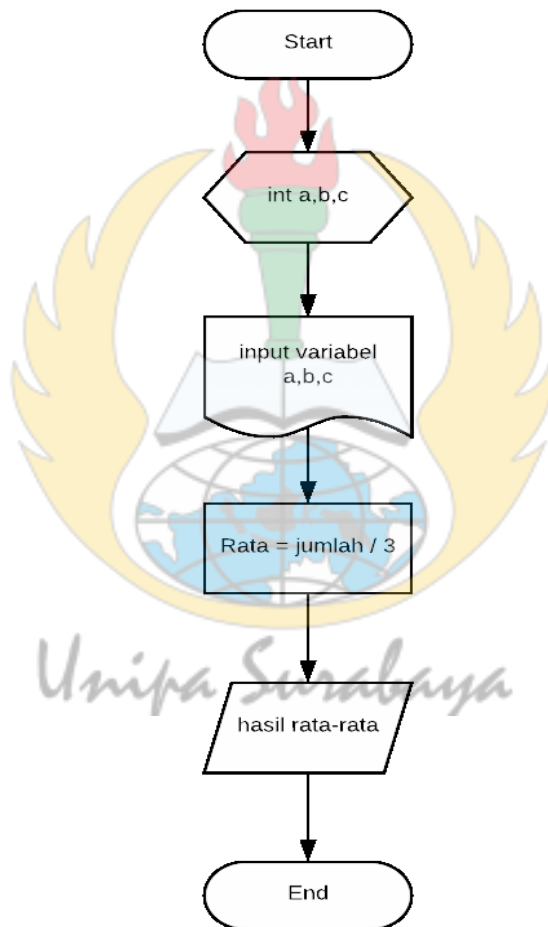 Start
int a,b,c
input variabel
a,b,c
Rata = jumlah / 3
Unipa Surabaya
hasil rata-rata
End